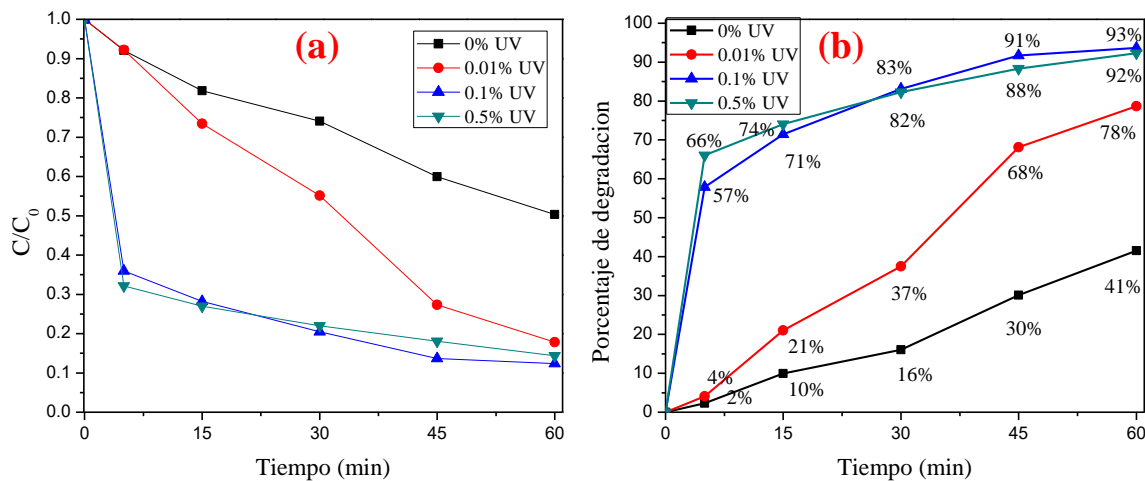 (a)
0% UV
0.01% UV
0.1% UV
0.5% UV
C/C0
1.0
0.9
0.8
0.7
0.6
0.5
0.4
0.3
0.2
0.1
0.0
0 15 30 45 60
Tiempo (min)
(b)
0% UV
0.01% UV
0.1% UV
0.5% UV
Porcentaje de degradacion
100
90
80
70
60
50
40
30
20
10
0
91% 93%
83%
92%
88%
82%
66% 74%
78%
71%
68%
57%
37%
41%
30%
21%
16%
10%
4%
2%
0 15 30 45 60
Tiempo (min)